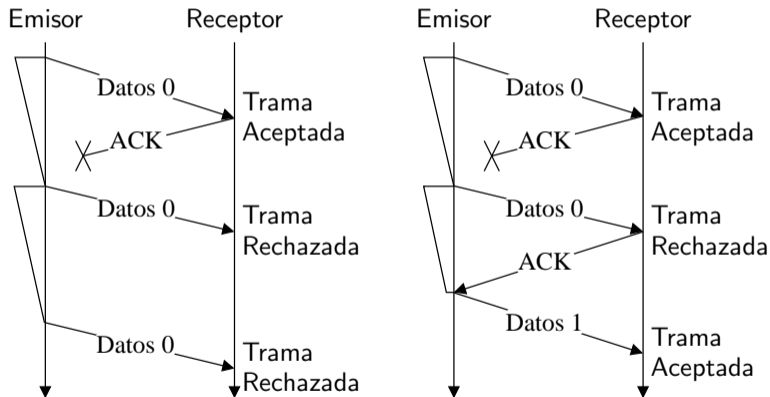 Emisor Receptor
Datos 0
Trama
Aceptada
ACK
Datos 0
Trama
Rechazada
Datos 0
Trama
Rechazada
Emisor Receptor
Datos 0
Trama
Aceptada
ACK
Datos 0
Trama
Rechazada
ACK
Datos 1
Trama
Aceptada